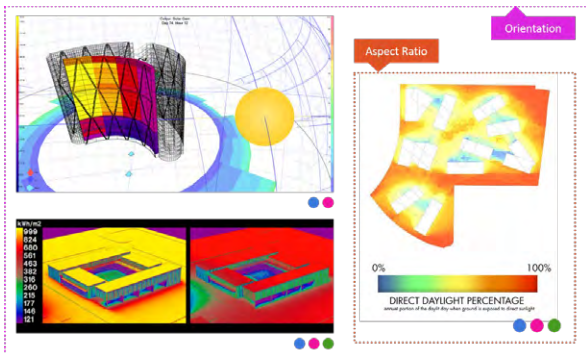 Orientation
Aspect Ratio
kWh/m2
999
824
680
561
463
382
316
260
215
177
146
121
0%
100%
DIRECT DAYLIGHT PERCENTAGE
annual portion of the daylit day when ground is exposed to direct sunlight